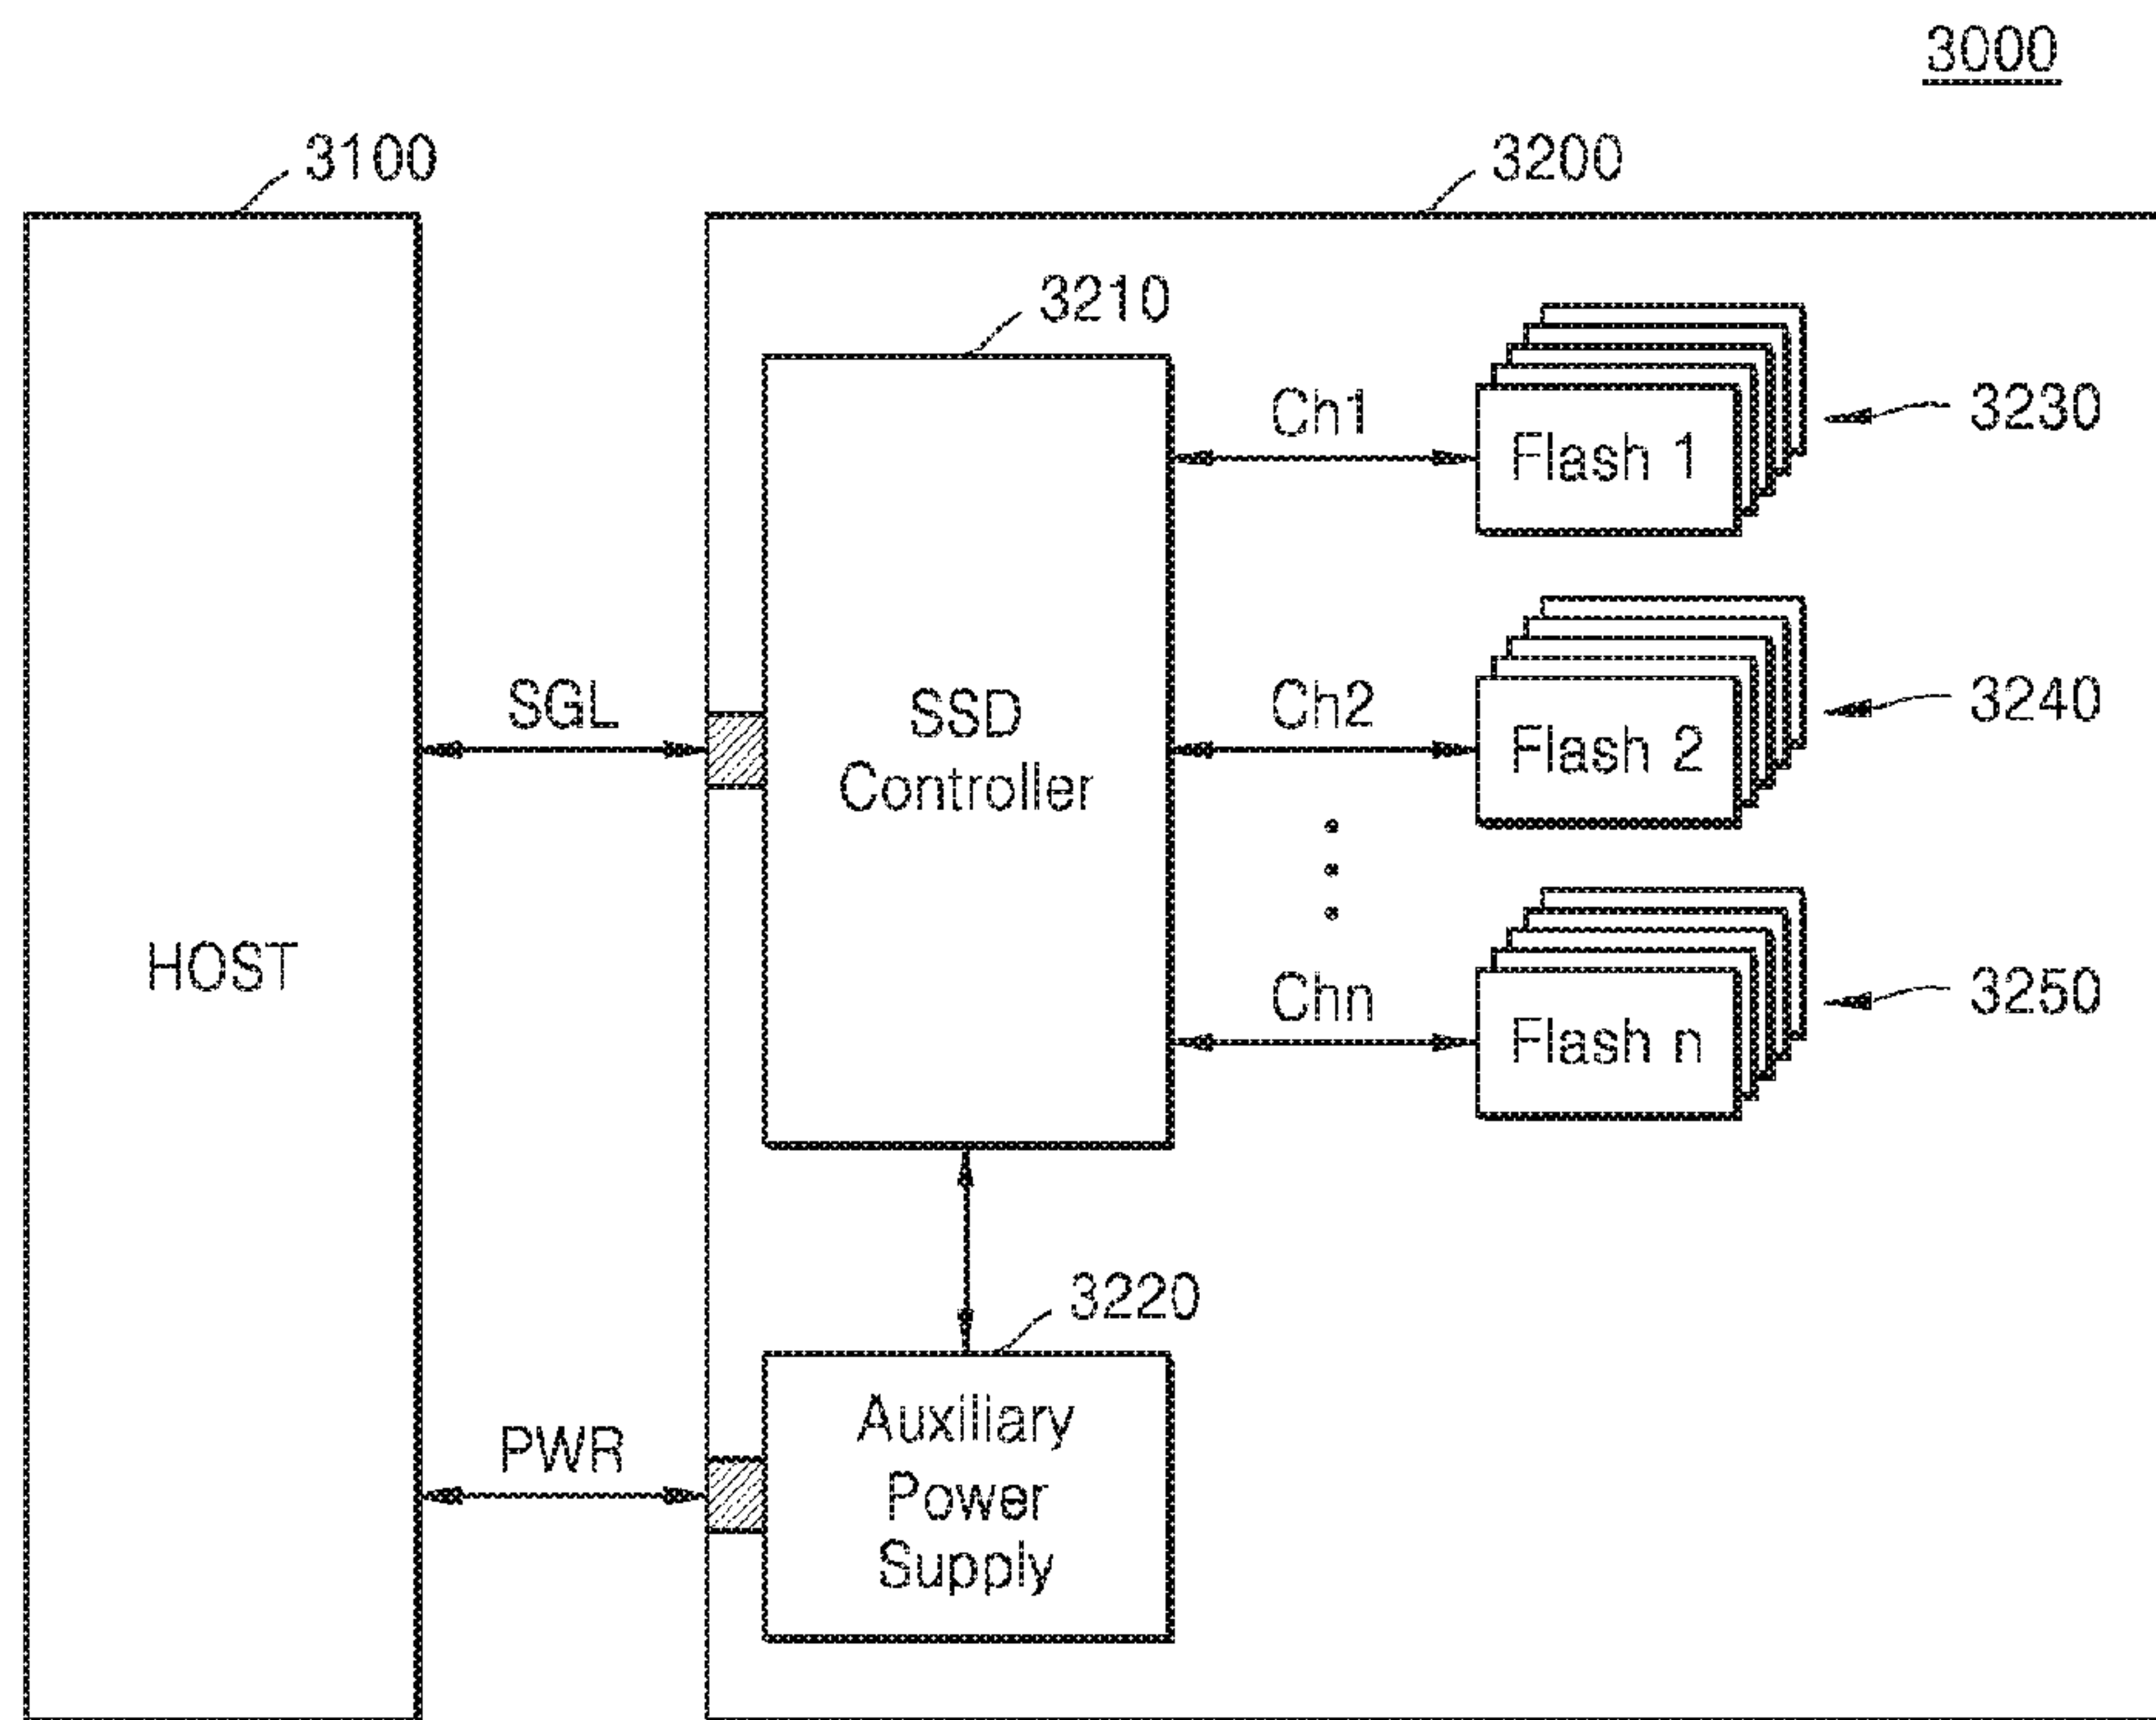 3000
3100
3200
3210
Ch1
Flash 1
3230
SGL
SSD
Controller
Ch2
Flash 2
3240
HOST
Chn
Flash n
3250
3220
PWR
Auxiliary
Power
Supply